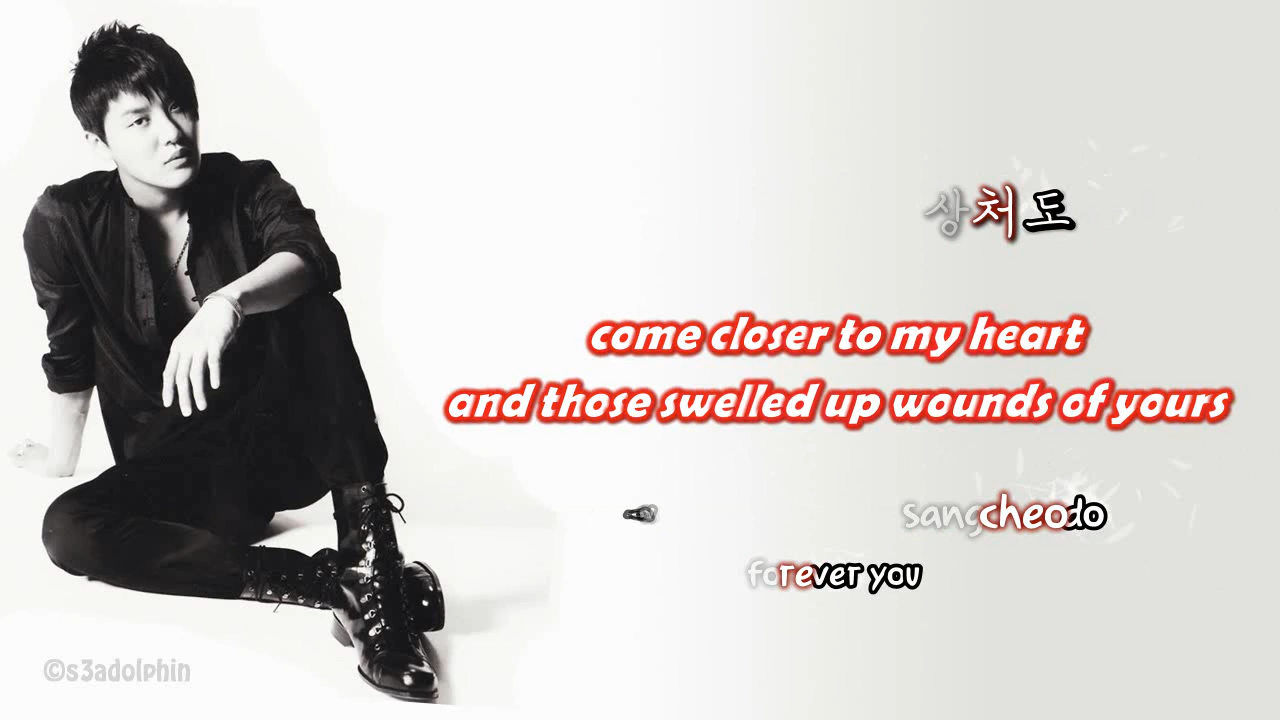 상처도
come closer to my heart
and those swelled up wounds of yours
sangcheodo
forever you
©s3adolphin